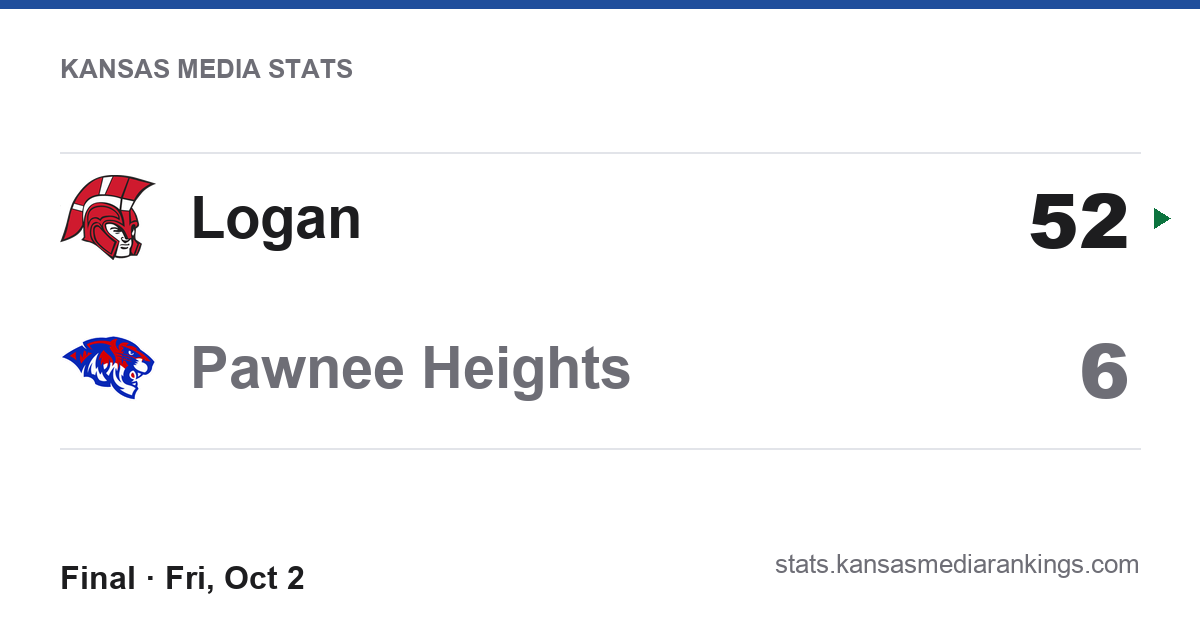 KANSAS MEDIA STATS
Logan 52
Pawnee Heights 6
Final · Fri, Oct 2
stats.kansasmediarankings.com